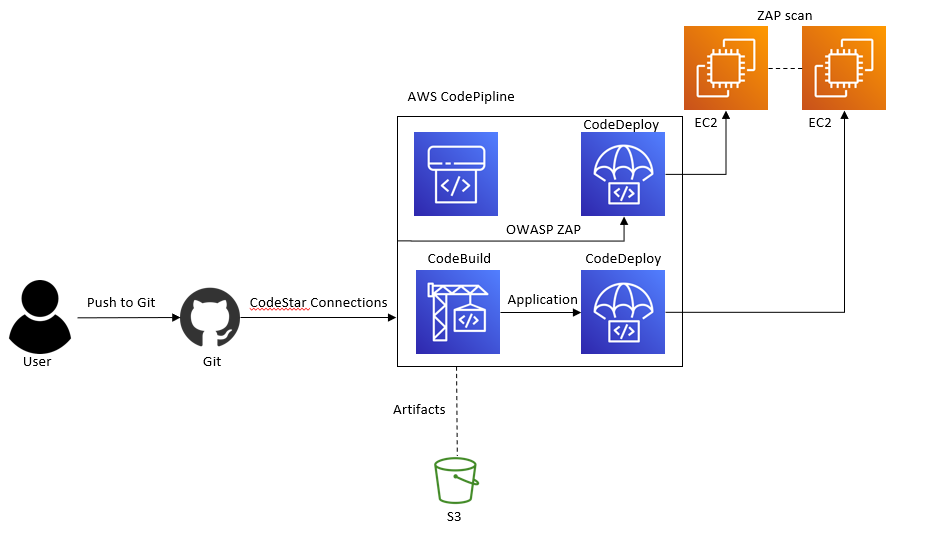 ZAP scan
AWS CodePipline
CodeDeploy
EC2
EC2
OWASP ZAP
CodeBuild
CodeDeploy
Push to Git
CodeStar Connections
Application
User
Git
Artifacts
S3